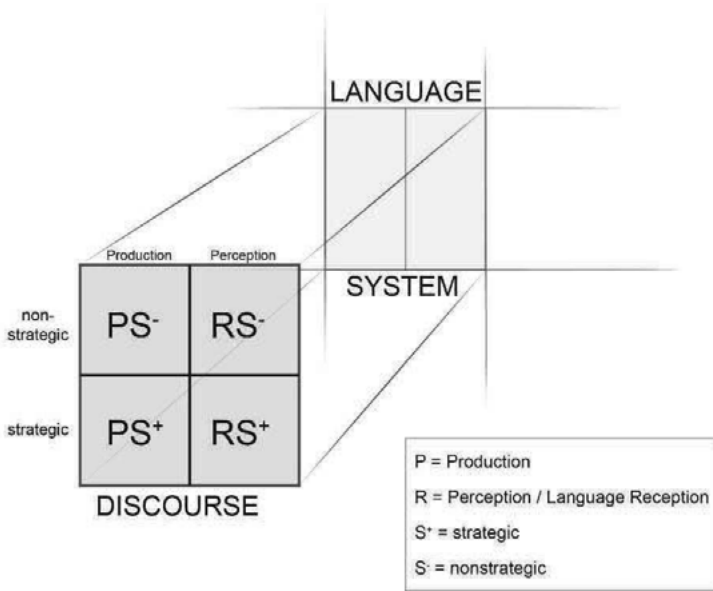 LANGUAGE
Production Perception
SYSTEM
non-
strategic
PS⁻ RS⁻
strategic
PS⁺ RS⁺
DISCOURSE
P = Production
R = Perception / Language Reception
S⁺ = strategic
S⁻ = nonstrategic